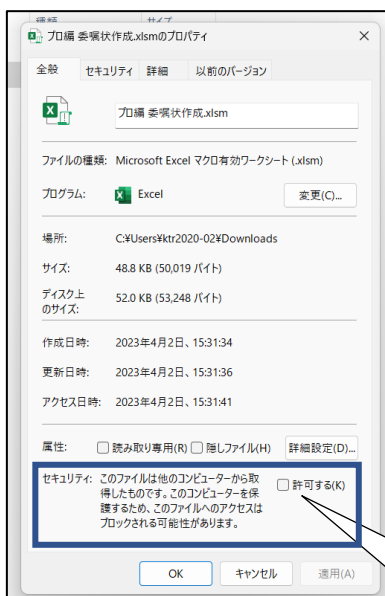 種類 サイズ
プロ編 委嘱状作成.xlsmのプロパティ
全般 セキュリティ 詳細 以前のバージョン
プロ編 委嘱状作成.xlsm
ファイルの種類: Microsoft Excel マクロ有効ワークシート (.xlsm)
プログラム: Excel 変更(C)...
場所: C:¥Users¥ktr2020-02¥Downloads
サイズ: 48.8 KB (50,019 バイト)
ディスク上
のサイズ: 52.0 KB (53,248 バイト)
作成日時: 2023年4月2日、15:31:34
更新日時: 2023年4月2日、15:31:36
アクセス日時: 2023年4月2日、15:31:41
属性: 読み取り専用(R) 隠しファイル(H) 詳細設定(D)...
セキュリティ: このファイルは他のコンピューターから取
得したものです。このコンピューターを保
護するため、このファイルへのアクセスは
ブロックされる可能性があります。
許可する(K)
OK キャンセル 適用(A)